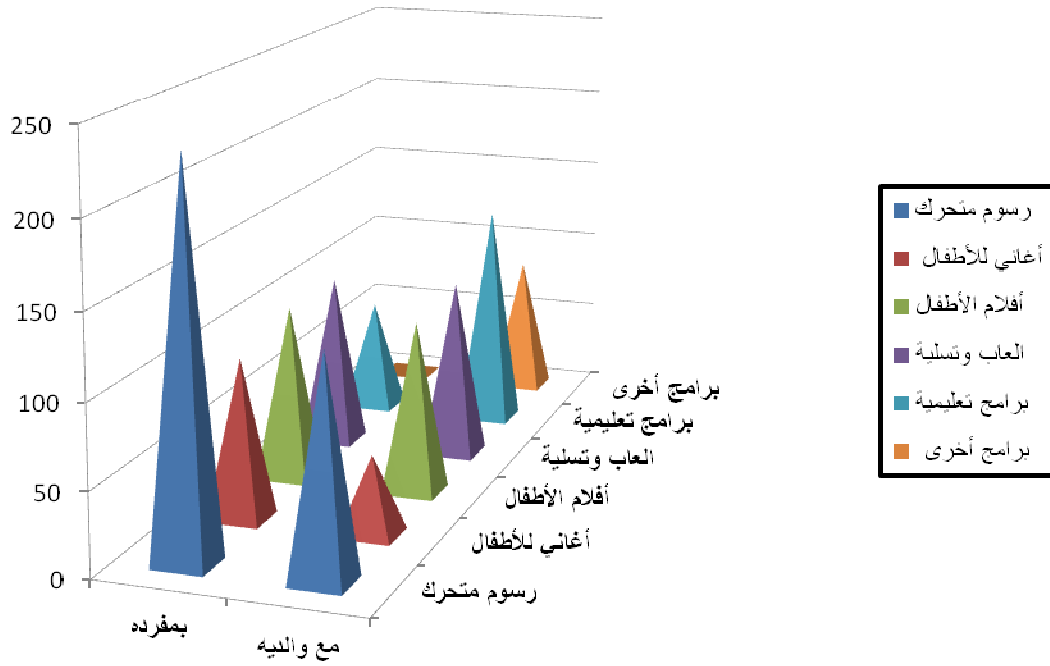 250
200
150
100
50
0
بمفرده
مع والديه
برامج أخرى
برامج تعليمية
العاب وتسلية
أفلام الأطفال
أغاني للأطفال
رسوم متحرك
رسوم متحرك
أغاني للأطفال
أفلام الأطفال
العاب وتسلية
برامج تعليمية
برامج أخرى